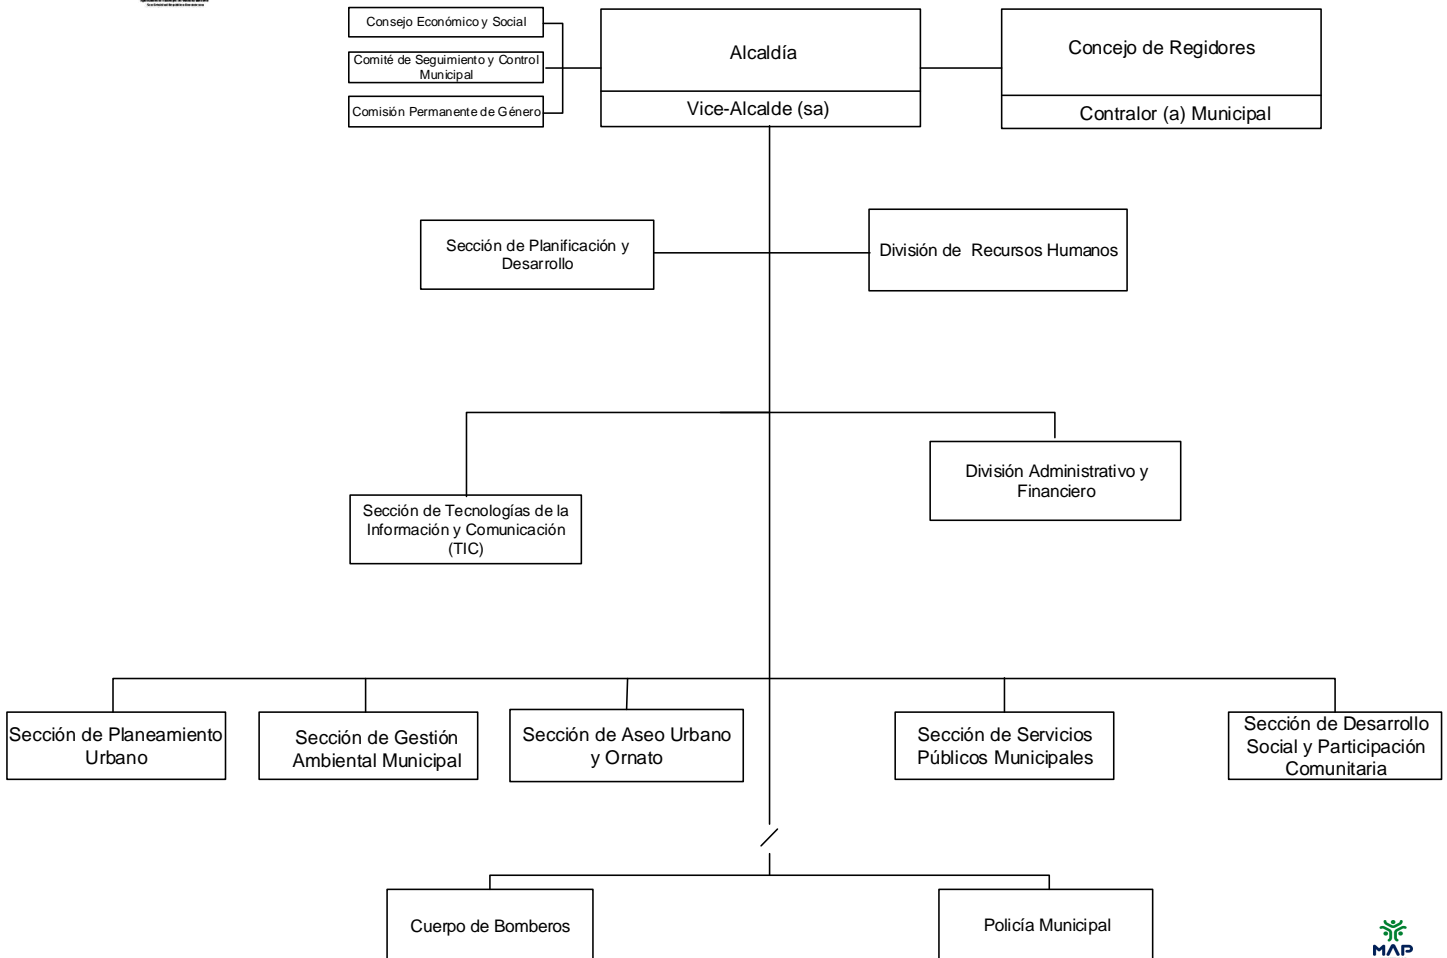 Consejo Económico y Social
Comité de Seguimiento y Control
Municipal
Comisión Permanente de Género
Alcaldía
Vice-Alcalde (sa)
Concejo de Regidores
Contralor (a) Municipal
Sección de Planificación y
Desarrollo
División de Recursos Humanos
División Administrativo y
Financiero
Sección de Tecnologías de la
Información y Comunicación
(TIC)
Sección de Planeamiento
Urbano
Sección de Gestión
Ambiental Municipal
Sección de Aseo Urbano
y Ornato
Sección de Servicios
Públicos Municipales
Sección de Desarrollo
Social y Participación
Comunitaria
Cuerpo de Bomberos
Policía Municipal
MAP